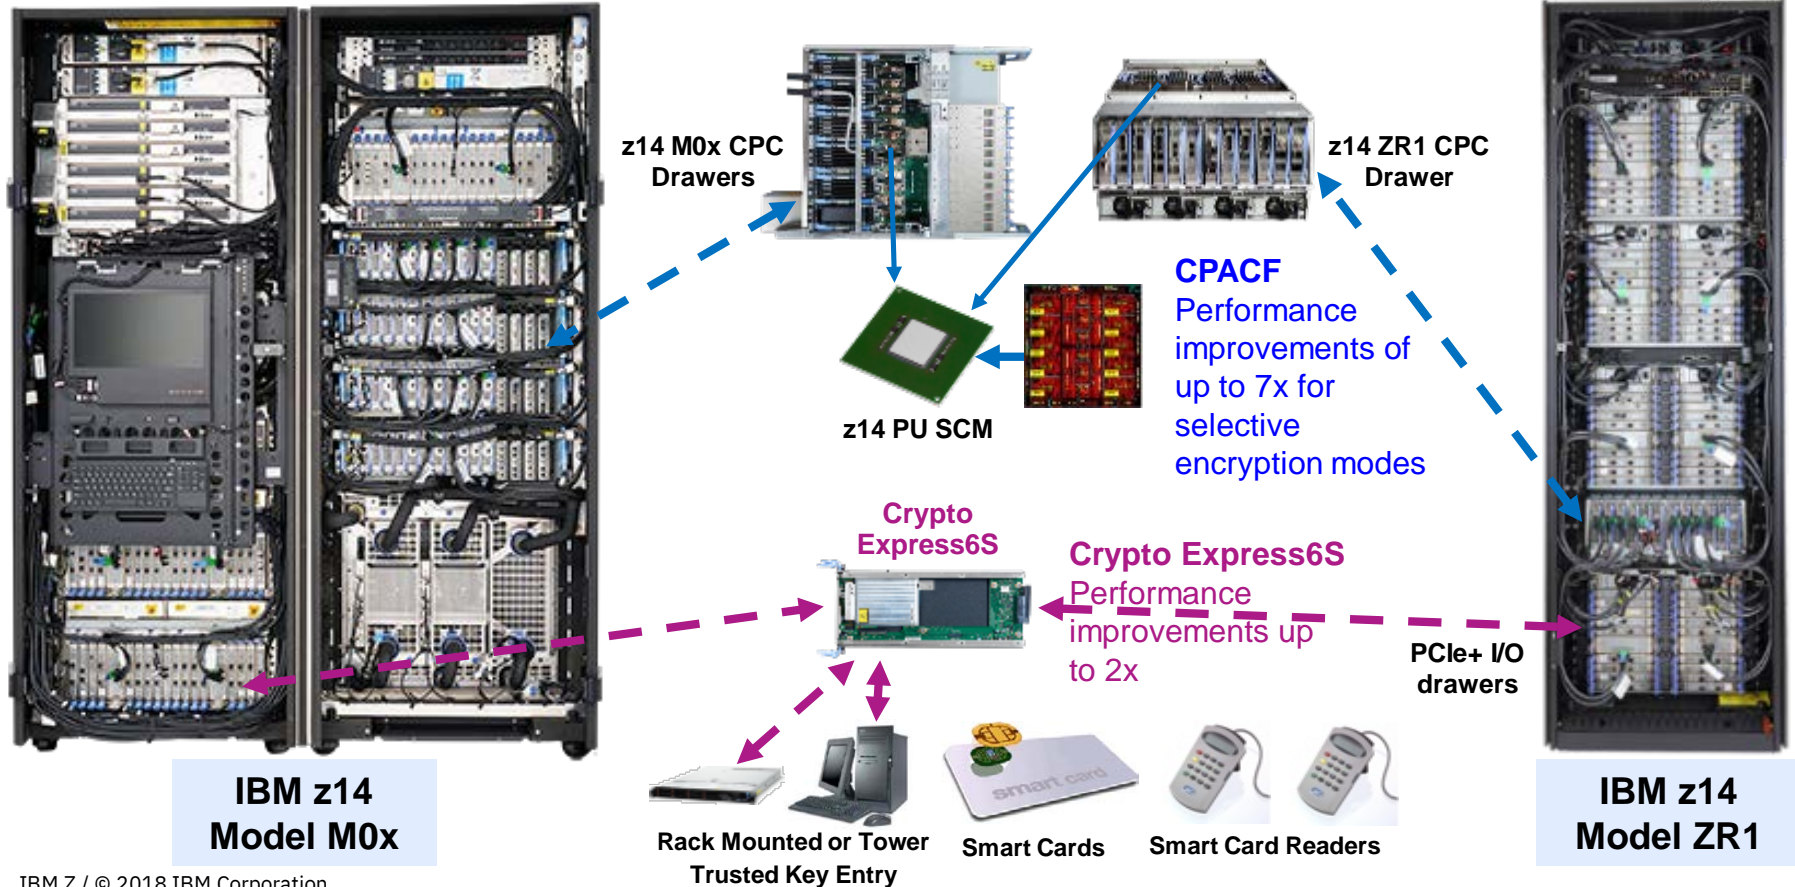 z14 M0x CPC
Drawers
z14 ZR1 CPC
Drawer
CPACF
Performance
improvements of
up to 7x for
selective
encryption modes
z14 PU SCM
Crypto
Express6S
Crypto Express6S
Performance
improvements up
to 2x
PCIe+ I/O
drawers
smart card
IBM z14
Model M0x
Rack Mounted or Tower
Trusted Key Entry
Smart Cards
Smart Card Readers
IBM z14
Model ZR1
IBM Z / © 2018 IBM Corporation